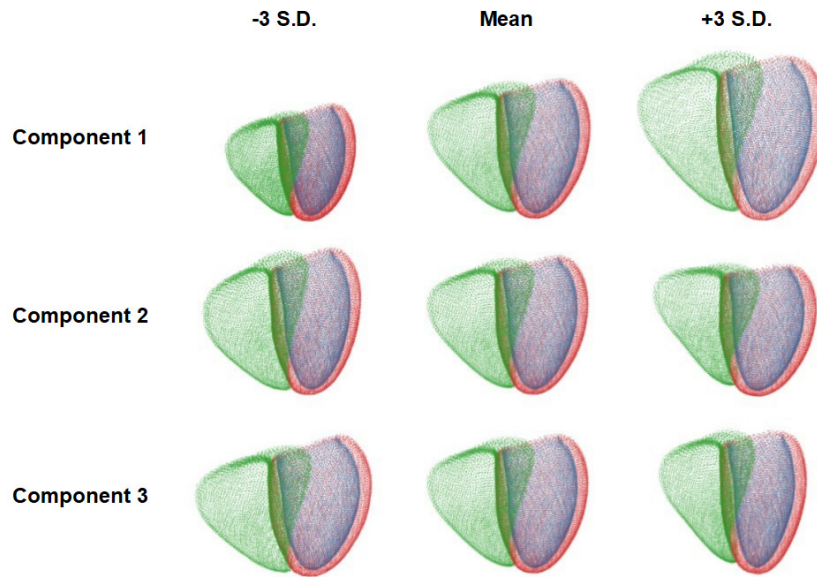 -3 S.D. Mean +3 S.D.
Component 1
Component 2
Component 3